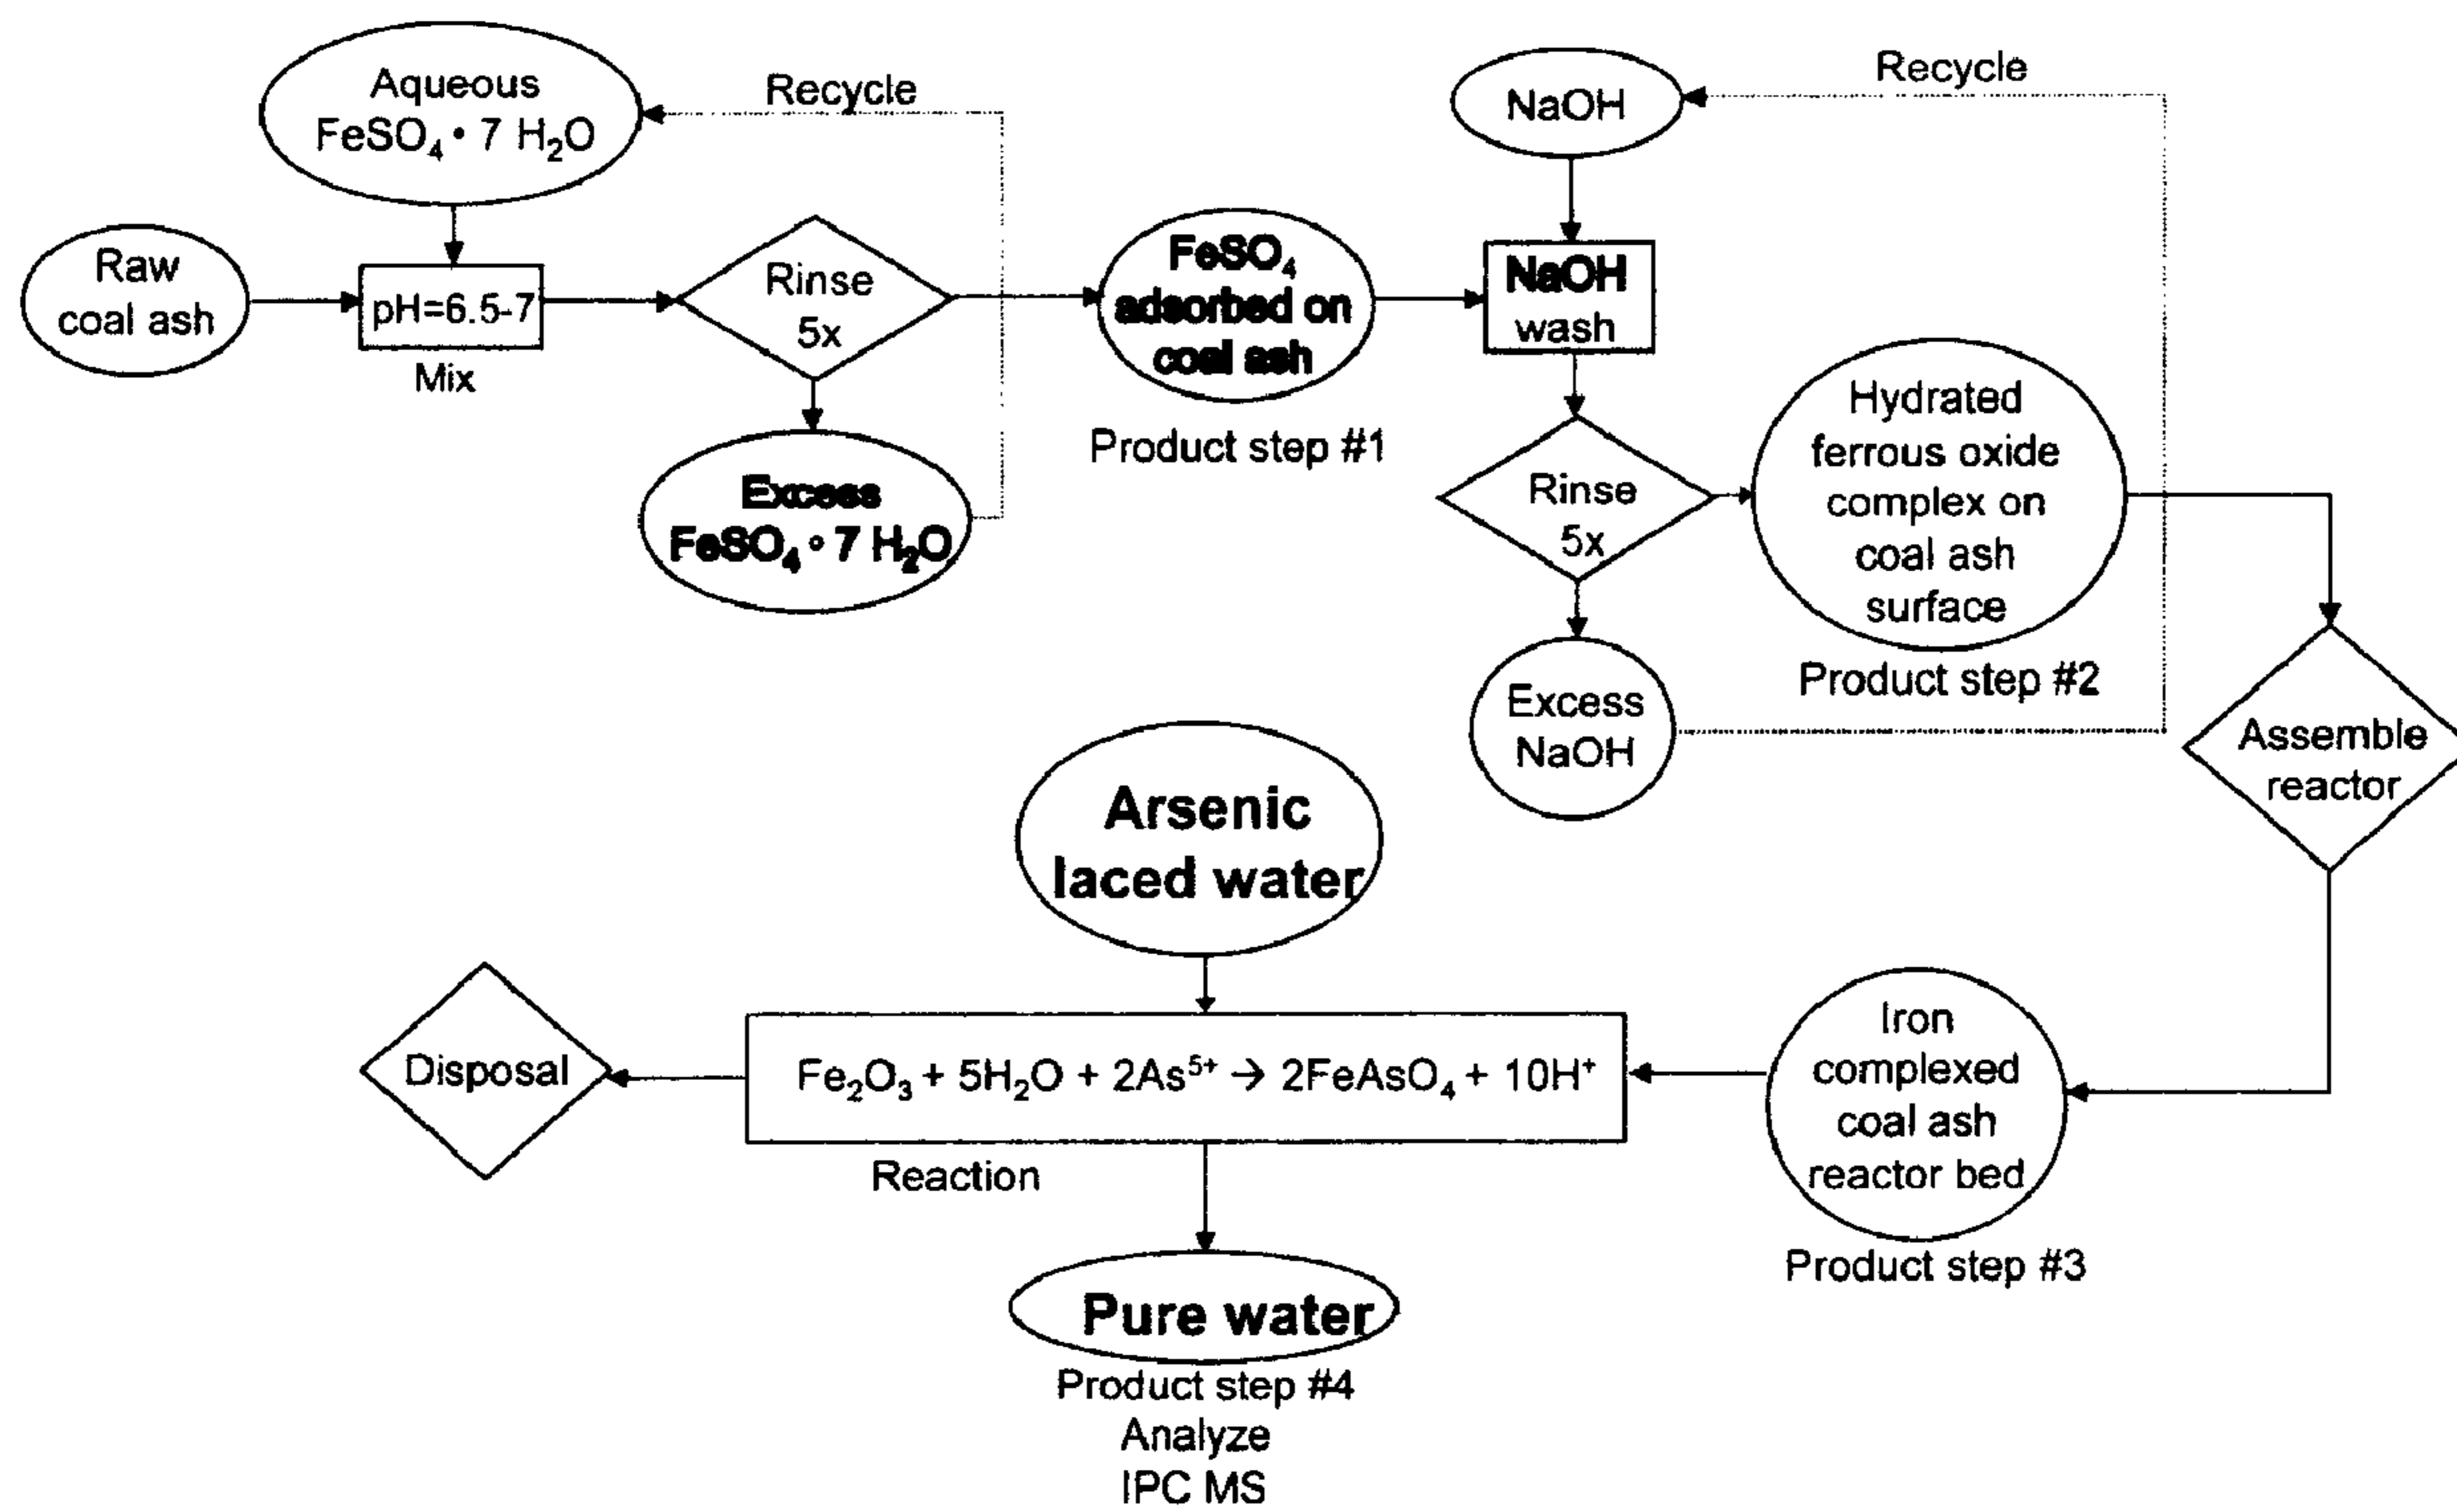 Aqueous
FeSO₄ • 7 H₂O
Recycle
Raw
coal ash
pH=6.5-7
Mix
Rinse
5x
Excess
FeSO₄ • 7 H₂O
FeSO₄
adsorbed on
coal ash
Product step #1
NaOH
Recycle
NaOH
wash
Rinse
5x
Excess
NaOH
Hydrated
ferrous oxide
complex on
coal ash
surface
Product step #2
Assemble
reactor
Iron
complexed
coal ash
reactor bed
Product step #3
Arsenic
laced water
Fe₂O₃ + 5H₂O + 2As⁵⁺ → 2FeAsO₄ + 10H⁺
Reaction
Disposal
Pure water
Product step #4
Analyze
IPC MS